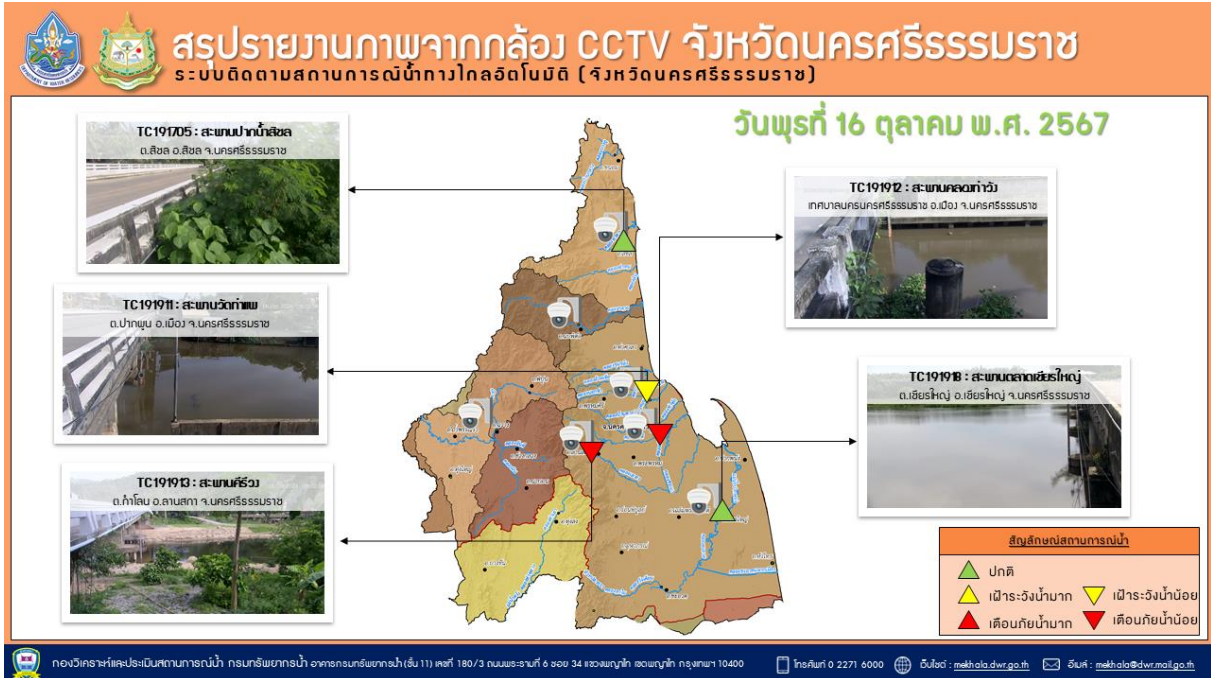 สรุปรายงานภาพจากกล้อง CCTV จังหวัดนครศรีธรรมราช
ระบบติดตามสถานการณ์น้ำทางไกลอัตโนมัติ (จังหวัดนครศรีธรรมราช)
วันพุธที่ 16 ตุลาคม พ.ศ. 2567
TC191705 : สะพานปากน้ำสิชล
ต.สิชล อ.สิชล จ.นครศรีธรรมราช
TC191912 : สะพานคลองท่าวัง
เทศบาลนครนครศรีธรรมราช อ.เมือง จ.นครศรีธรรมราช
TC191911 : สะพานวัดท่าแพ
ต.ปากพูน อ.เมือง จ.นครศรีธรรมราช
TC191918 : สะพานตลาดเชียรใหญ่
ต.เชียรใหญ่ อ.เชียรใหญ่ จ.นครศรีธรรมราช
TC191913 : สะพานคีรีวง
ต.กำโลน อ.ลานสกา จ.นครศรีธรรมราช
สัญลักษณ์สถานการณ์น้ำ
ปกติ
เฝ้าระวังน้ำมาก เฝ้าระวังน้ำน้อย
เตือนภัยน้ำมาก เตือนภัยน้ำน้อย
กองวิเคราะห์และประเมินสถานการณ์น้ำ กรมทรัพยากรน้ำ อาคารกรมทรัพยากรน้ำ (ชั้น 11) เลขที่ 180/3 ถนนพระรามที่ 6 ซอย 34 แขวงพญาไท เขตพญาไท กรุงเทพฯ 10400 โทรศัพท์ 0 2271 6000 เว็บไซต์ : mekhala.dwr.go.th อีเมล์ : mekhala@dwr.mail.go.th